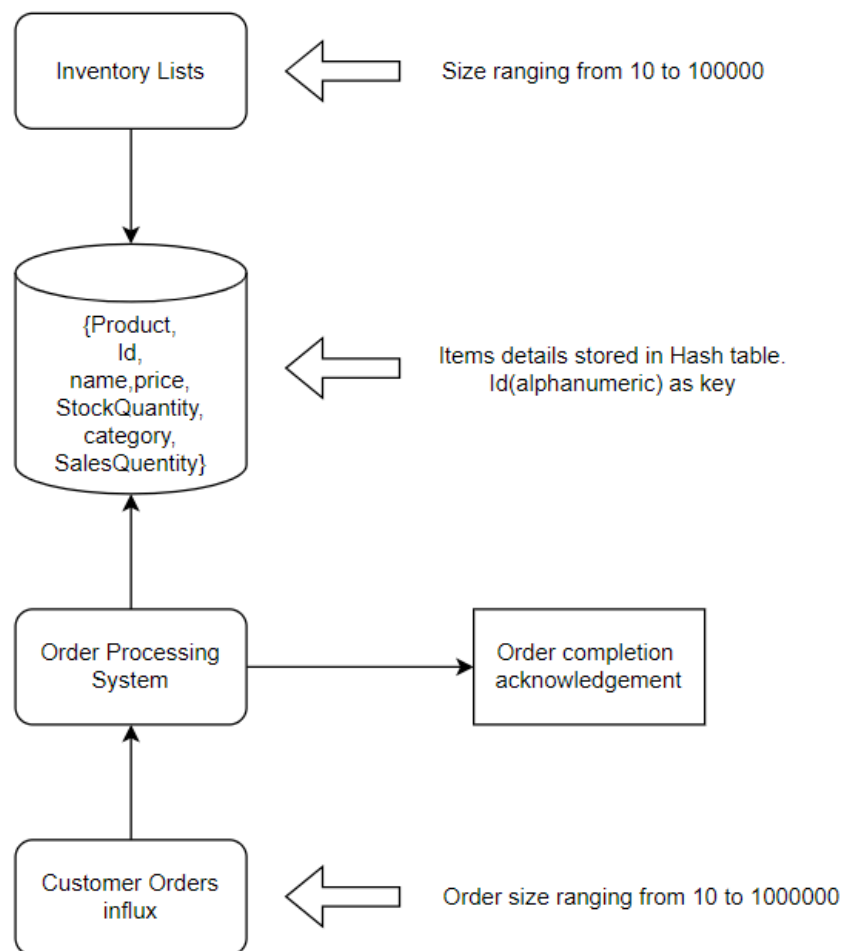 Inventory Lists
Size ranging from 10 to 100000
{Product,
Id,
name,price,
StockQuantity,
category,
SalesQuentity}
Items details stored in Hash table.
Id(alphanumeric) as key
Order Processing
System
Order completion
acknowledgement
Customer Orders
influx
Order size ranging from 10 to 1000000